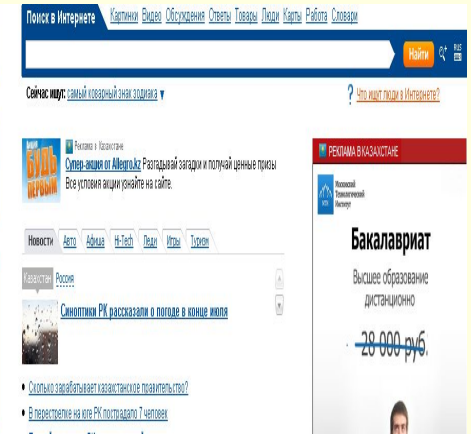 Поиск в Интернете Картинки Видео Обсуждения Ответы Товары Люди Карты Работа Словари
Найти RUS
Сейчас ищут: самый коварный знак зодиака ▼ ? Что ищут люди в Интернете?
Реклама в Казахстане
Супер-акция от Allegro.kz Разгадывай загадки и получай ценные призы
Все условия акции узнайте на сайте.
БУДЬ
ПЕРВЫМ
Новости Авто Афиша Hi-Tech Леди Игры Туризм
Казахстан Россия
Синоптики РК рассказали о погоде в конце июля
• Сколько зарабатывает казахстанское правительство?
• В перестрелке на юге РК пострадало 7 человек
РЕКЛАМА В КАЗАХСТАНЕ
Московский
Технологический
Институт
Бакалавриат
Высшее образование
дистанционно
28 000 руб.